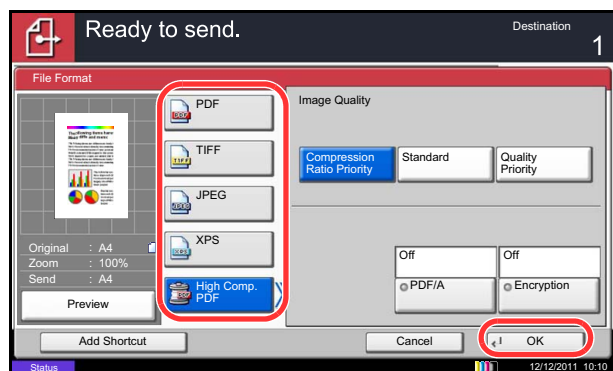 Ready to send.
Destination
1
File Format
PDF
TIFF
JPEG
XPS
High Comp.
PDF
Original : A4
Zoom : 100%
Send : A4
Preview
Image Quality
Compression
Ratio Priority
Standard
Quality
Priority
Off
PDF/A
Off
Encryption
Add Shortcut
Cancel
OK
Status
12/12/2011 10:10